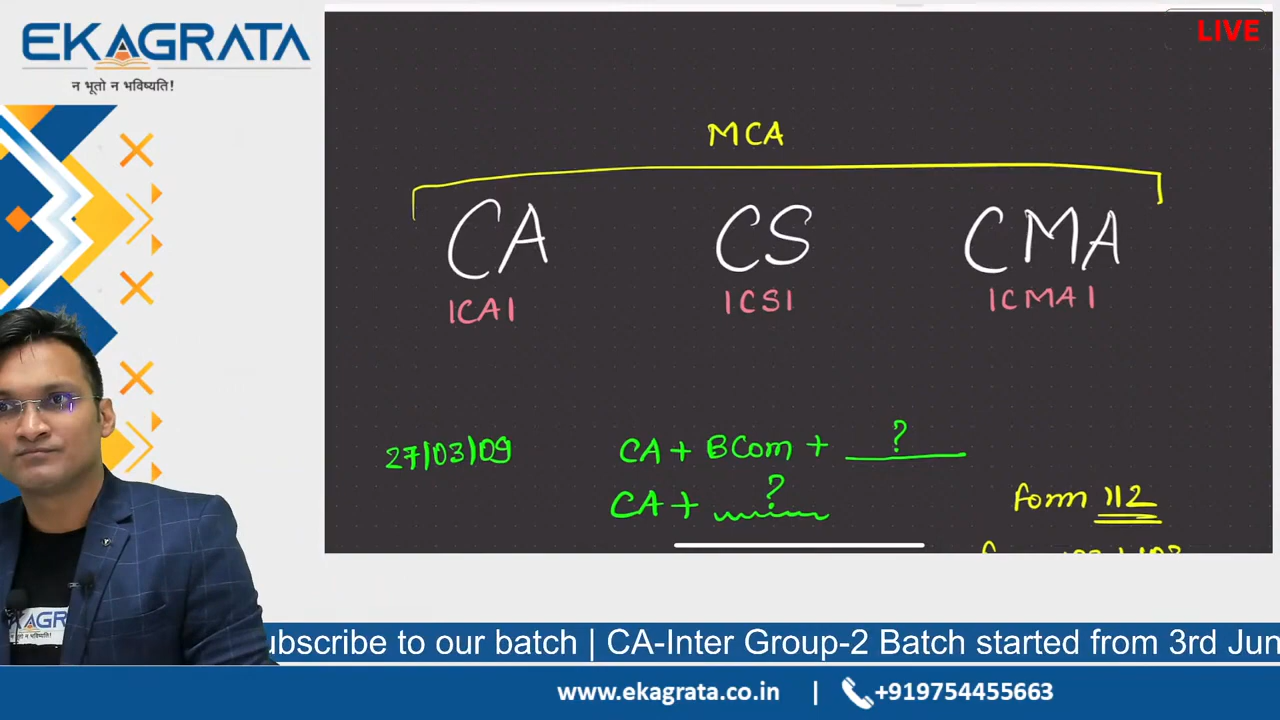 EKAGRATA
न भूतो न भविष्यति!
LIVE
MCA
CA CS CMA
ICAI ICSI ICMAI
27/03/09
CA + BCom + ?
CA + ?
form 112
ubscribe to our batch | CA-Inter Group-2 Batch started from 3rd Jun
www.ekagrata.co.in | +919754455663